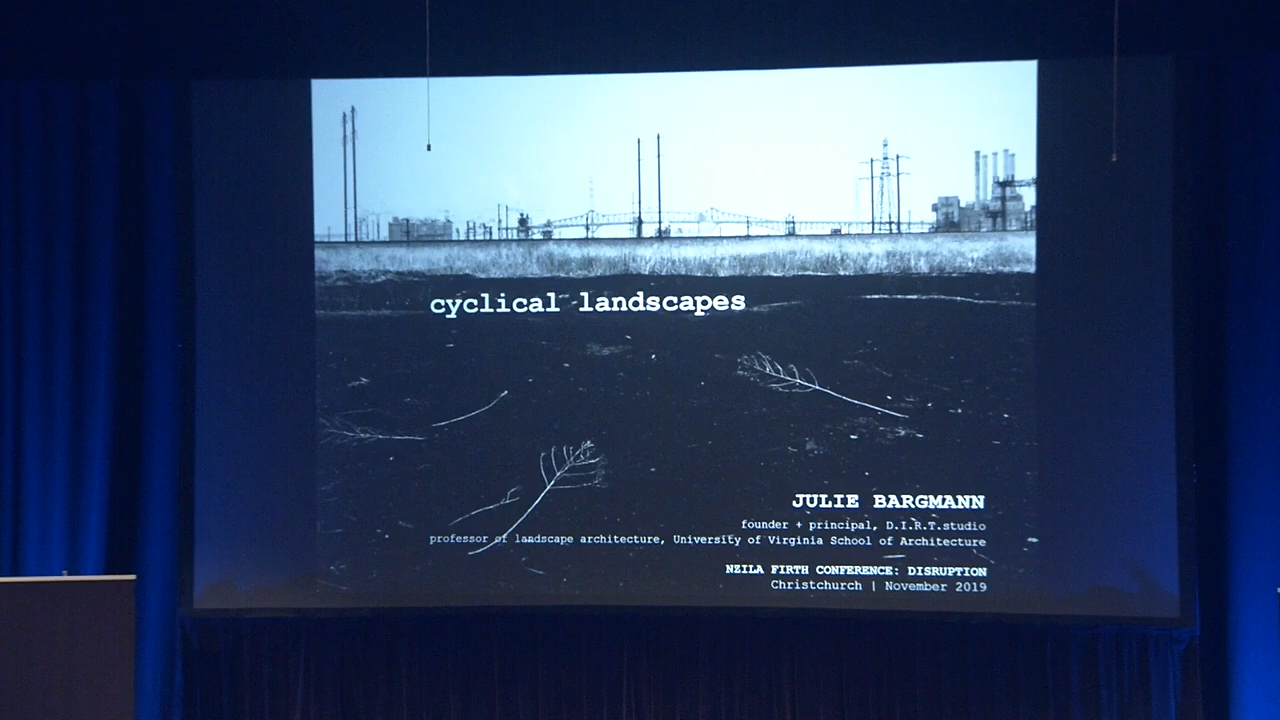 cyclical landscapes
JULIE BARGMANN
founder + principal, D.I.R.T.studio
professor of landscape architecture, University of Virginia School of Architecture
NZILA FIRTH CONFERENCE: DISRUPTION
Christchurch | November 2019